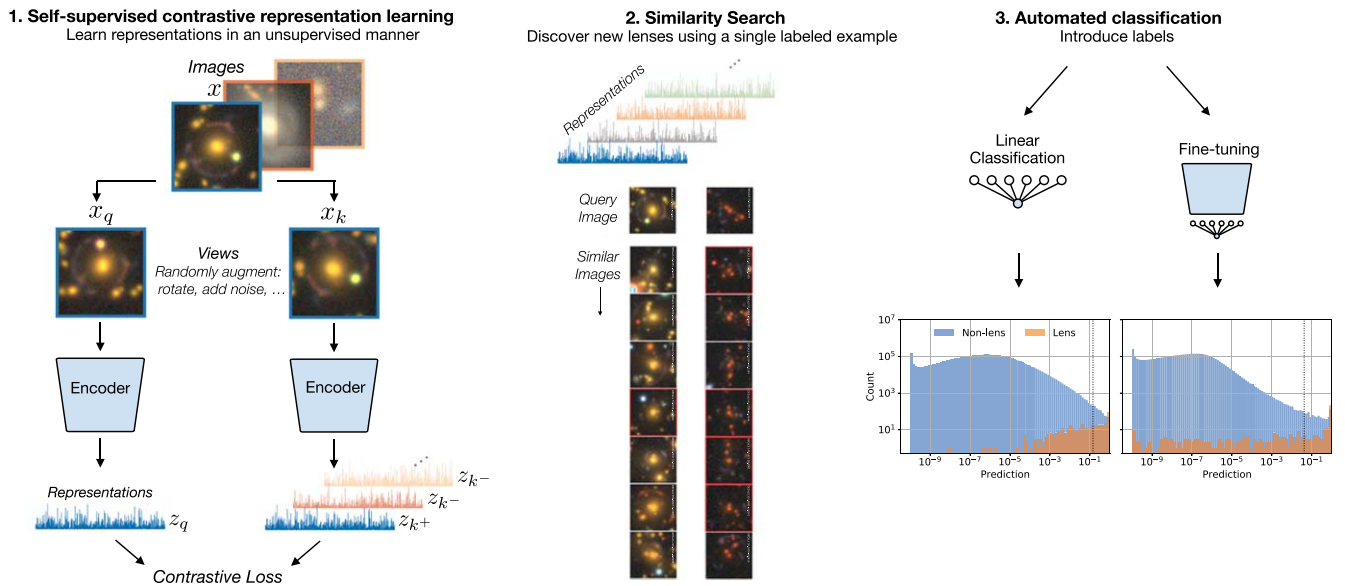 1. Self-supervised contrastive representation learning
Learn representations in an unsupervised manner
Images
x
x_q
x_k
Views
Randomly augment:
rotate, add noise, …
Encoder
Encoder
Representations
z_q
z_{k^-}
z_{k^-}
z_{k^+}
Contrastive Loss
2. Similarity Search
Discover new lenses using a single labeled example
Representations
Query
Image
Similar
Images
3. Automated classification
Introduce labels
Linear
Classification
Fine-tuning
Non-lens
Lens
Count
10^7
10^5
10^3
10^1
10^{-9}
10^{-7}
10^{-5}
10^{-3}
10^{-1}
Prediction
10^{-9}
10^{-7}
10^{-5}
10^{-3}
10^{-1}
Prediction